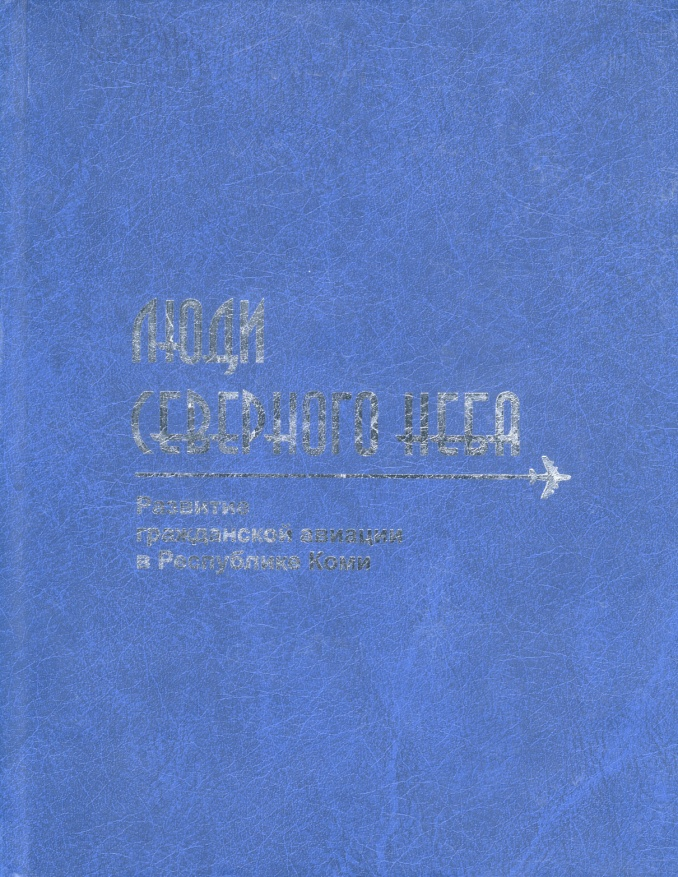 ЛЮДИ
СЕВЕРНОГО НЕБА
Развитие
гражданской авиации
в Республике Коми